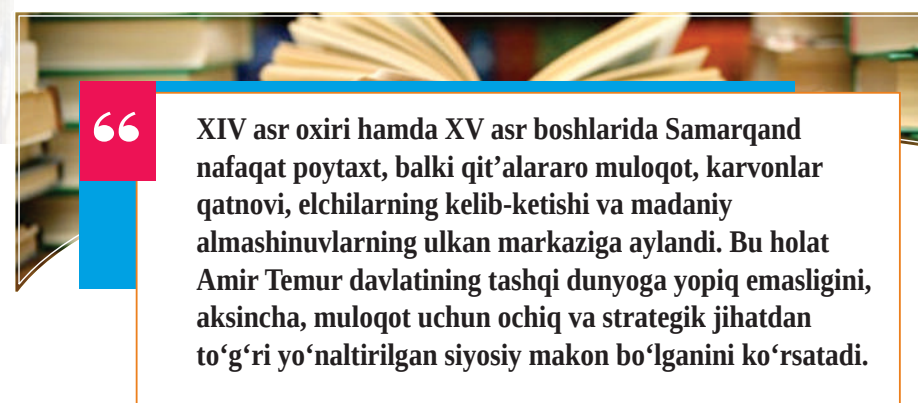 “
XIV asr oxiri hamda XV asr boshlarida Samarqand
nafaqat poytaxt, balki qit’alararo muloqot, karvonlar
qatnovi, elchilarning kelib-ketishi va madaniy
almashinuvlarning ulkan markaziga aylandi. Bu holat
Amir Temur davlatining tashqi dunyoga yopiq emasligini,
aksincha, muloqot uchun ochiq va strategik jihatdan
to‘g‘ri yo‘naltirilgan siyosiy makon bo‘lganini ko‘rsatadi.